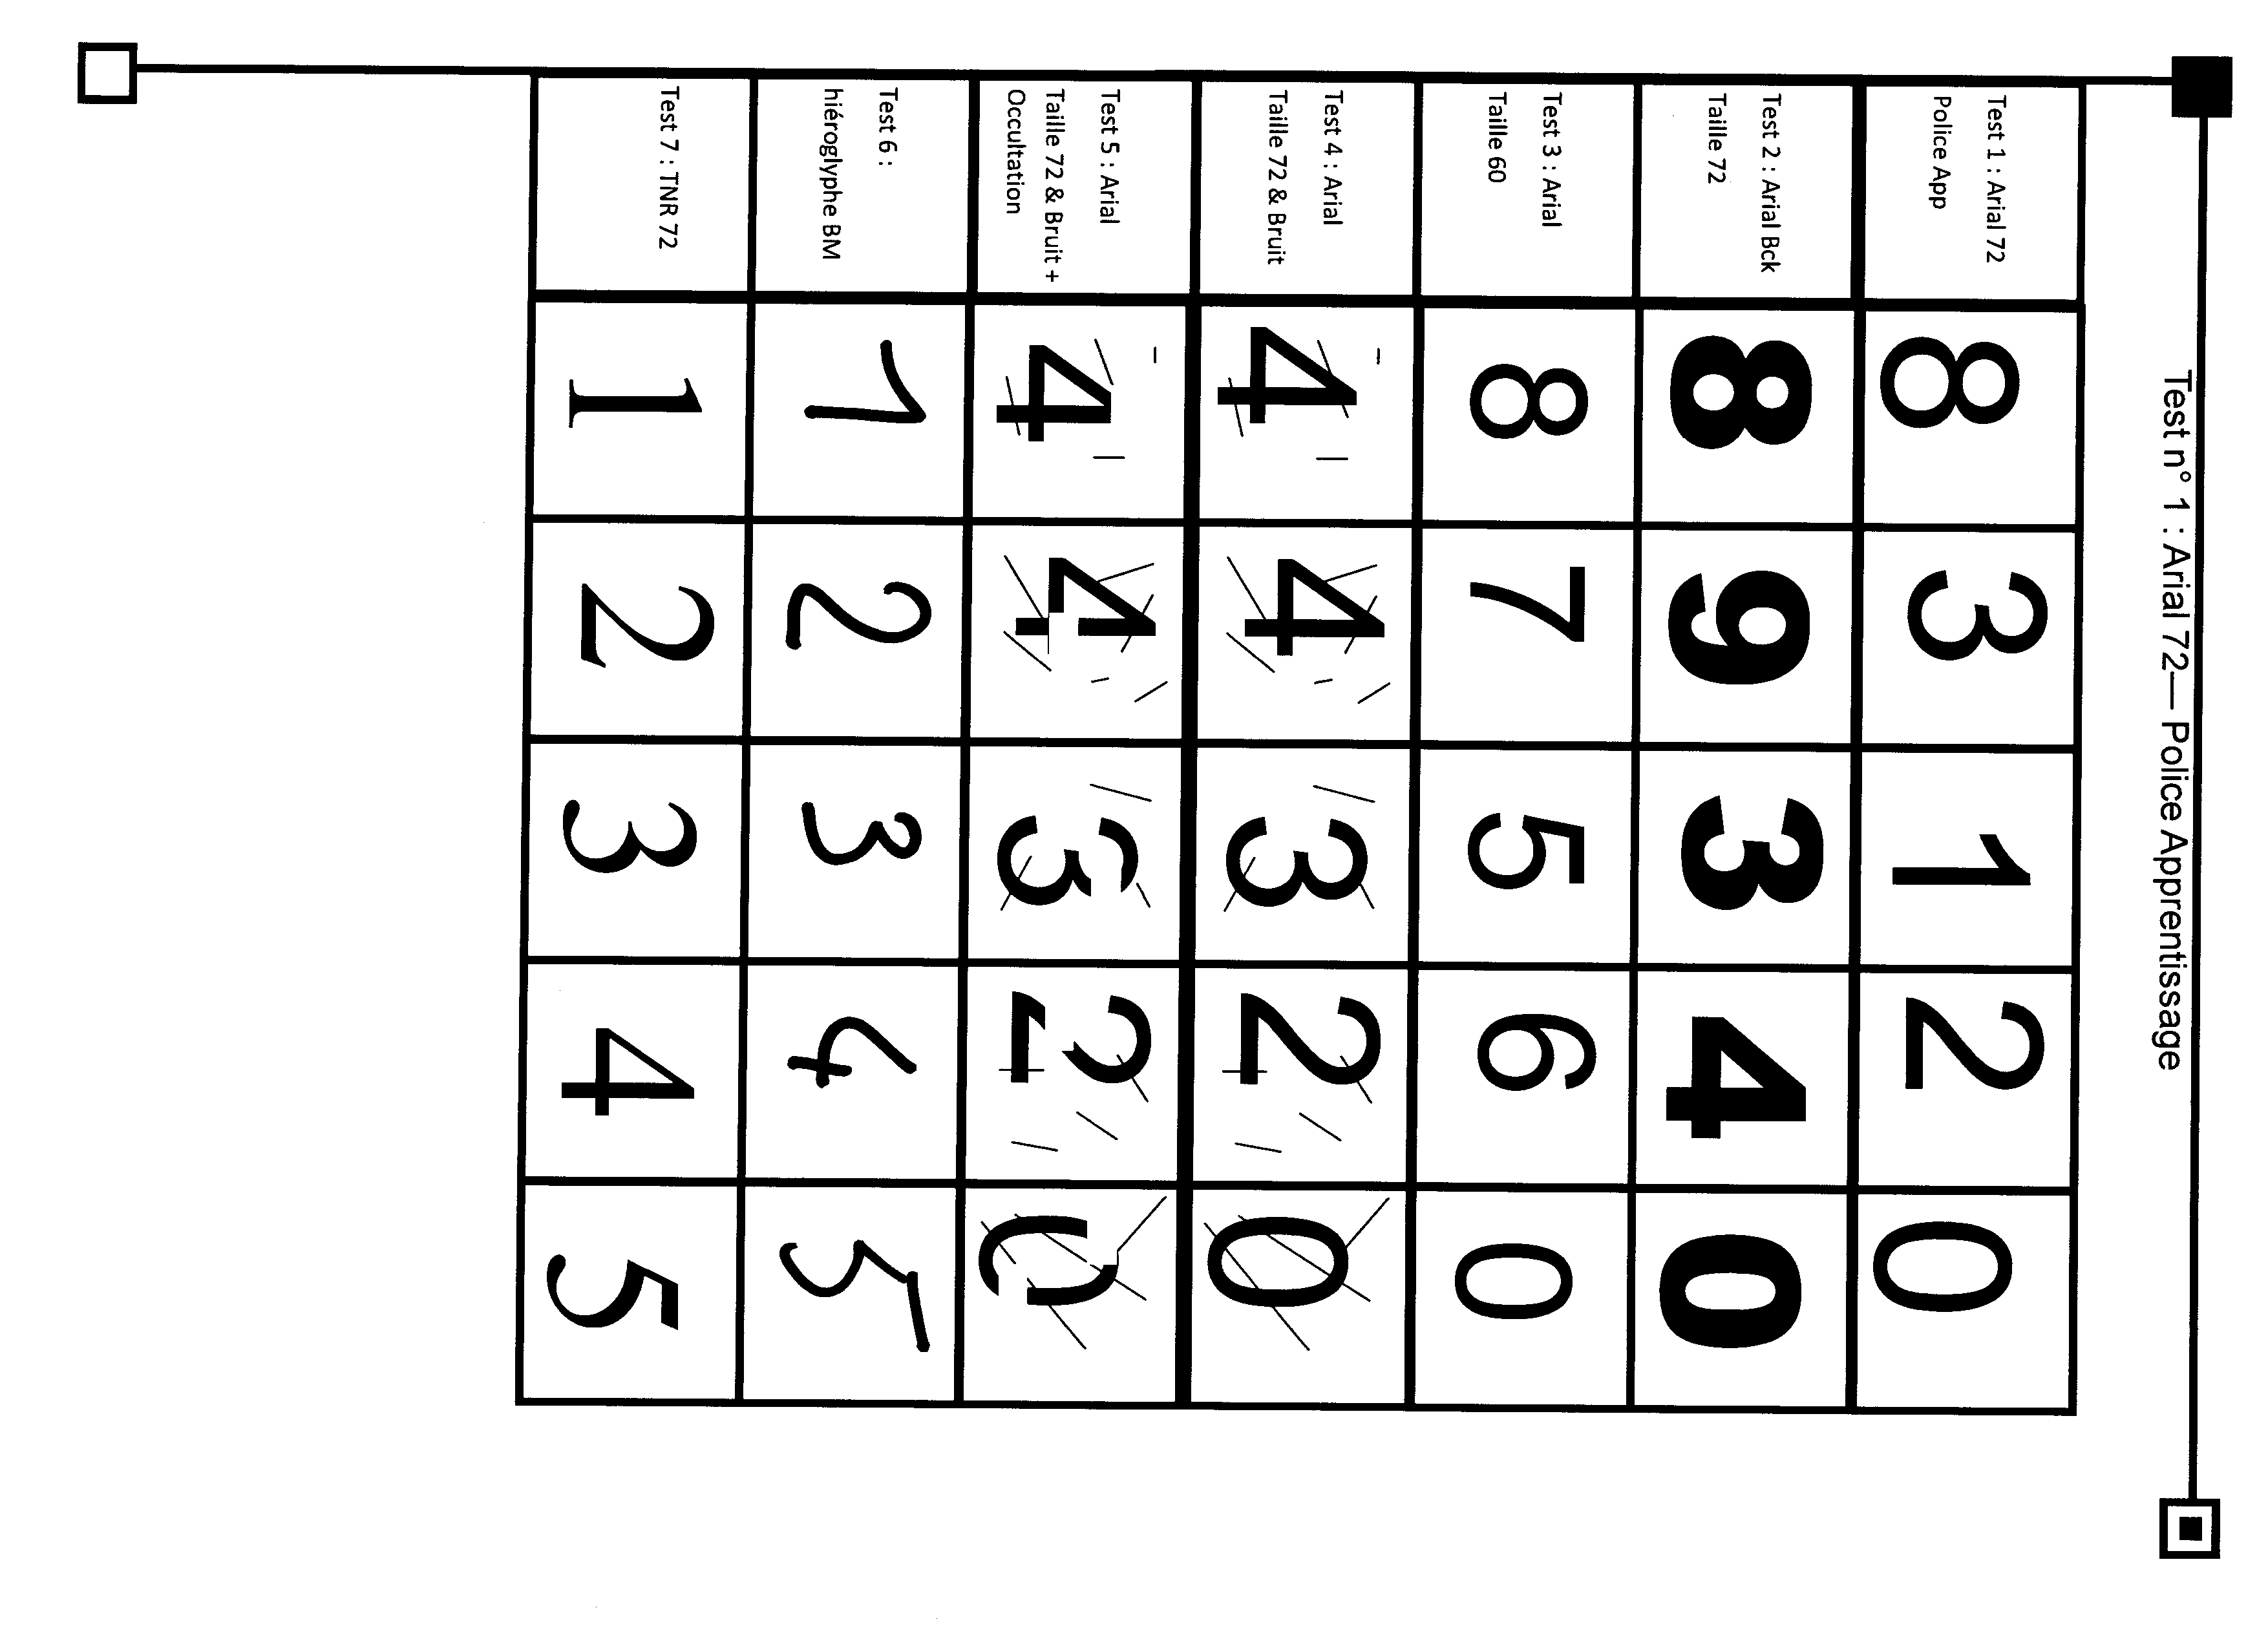 Test n° 1 : Arial 72— Police Apprentissage
Test 1 : Arial 72
Police App
8 3 1 2 0
Test 2 : Arial Bck
Taille 72
8 9 3 4 0
Test 3 : Arial
Taille 60
8 7 5 6 0
Test 4 : Arial
Taille 72 & Bruit
4 4 3 2 0
Test 5 : Arial
Taille 72 & Bruit +
Occultation
4 4 3 2 0
Test 6 :
hiéroglyphe BM
1 2 3 4 5
Test 7 : TNR 72
1 2 3 4 5